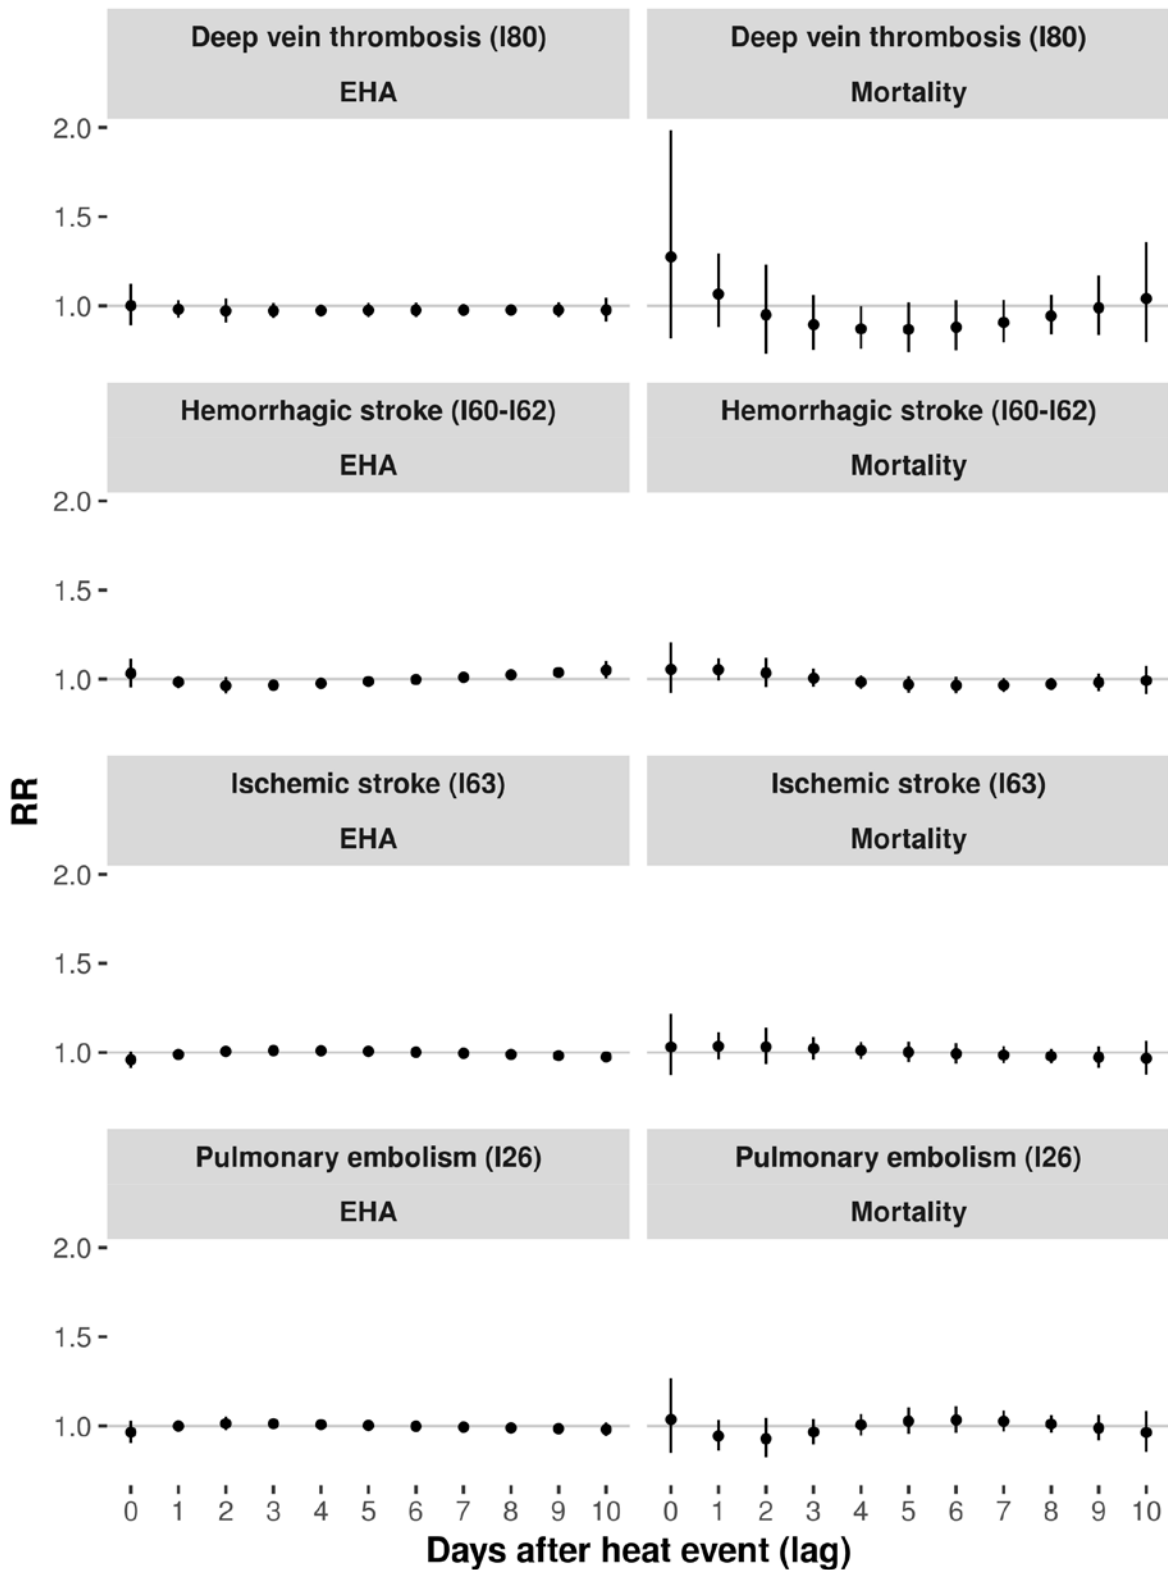 Deep vein thrombosis (I80)
EHA
Deep vein thrombosis (I80)
Mortality
2.0
1.5
1.0
Hemorrhagic stroke (I60-I62)
EHA
Hemorrhagic stroke (I60-I62)
Mortality
2.0
1.5
1.0
Ischemic stroke (I63)
EHA
Ischemic stroke (I63)
Mortality
2.0
1.5
1.0
Pulmonary embolism (I26)
EHA
Pulmonary embolism (I26)
Mortality
2.0
1.5
1.0
RR
0 1 2 3 4 5 6 7 8 9 10
0 1 2 3 4 5 6 7 8 9 10
Days after heat event (lag)